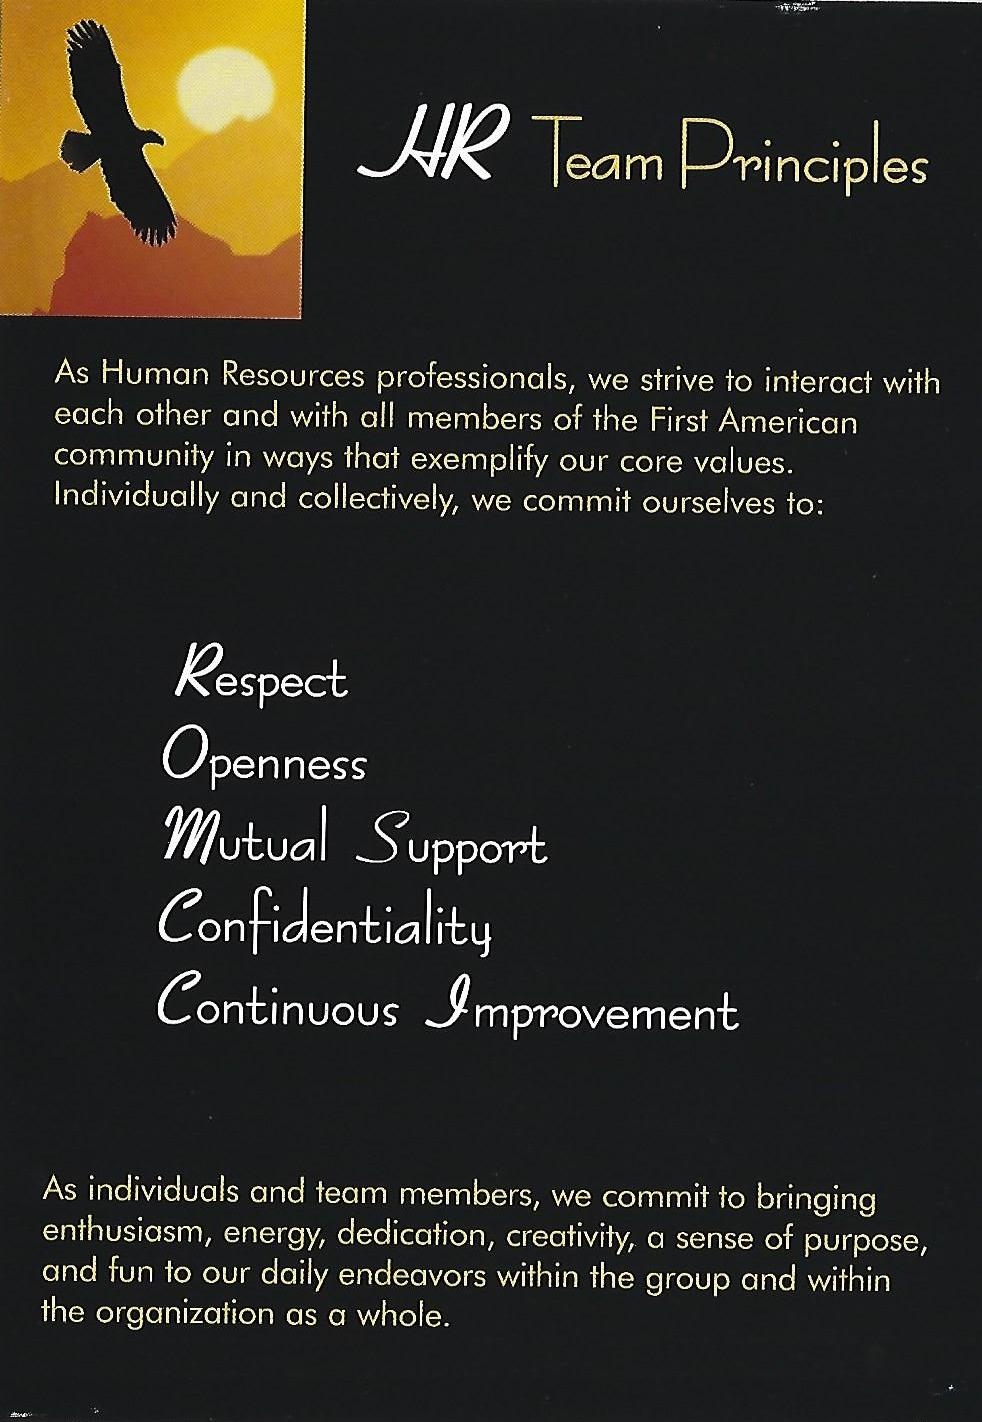 HR Team Principles
As Human Resources professionals, we strive to interact with
each other and with all members of the First American
community in ways that exemplify our core values.
Individually and collectively, we commit ourselves to:
Respect
Openness
Mutual Support
Confidentiality
Continuous Improvement
As individuals and team members, we commit to bringing
enthusiasm, energy, dedication, creativity, a sense of purpose,
and fun to our daily endeavors within the group and within
the organization as a whole.